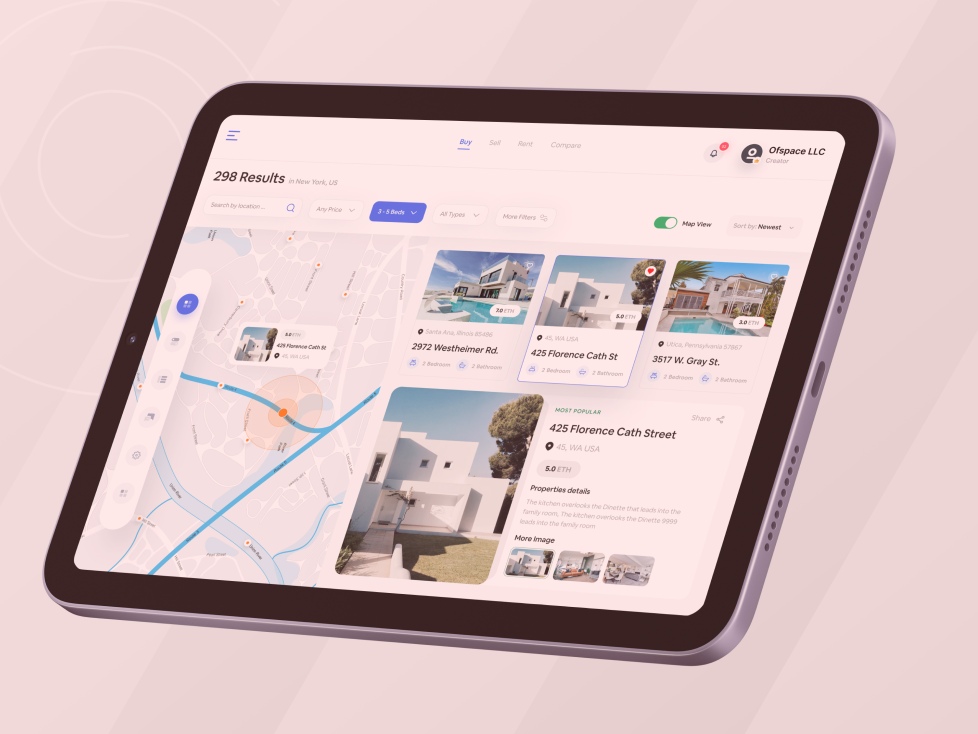 Buy Sell Rent Compare
Ofspace LLC
Creator
298 Results in New York, US
Search by location ...
Any Price
3 - 5 Beds
All Types
More Filters
Map View
Sort by: Newest
5.0 ETH
425 Florence Cath St
45, WA USA
7.0 ETH
Santa Ana, Illinois 85486
2972 Westheimer Rd.
2 Bedroom 2 Bathroom
5.0 ETH
45, WA USA
425 Florence Cath St
2 Bedroom 2 Bathroom
3.0 ETH
Utica, Pennsylvania 57867
3517 W. Gray St.
2 Bedroom 2 Bathroom
MOST POPULAR
Share
425 Florence Cath Street
45, WA USA
5.0 ETH
Properties details
The kitchen overlooks the Dinette that leads into the
family room. The kitchen overlooks the Dinette 9999
leads into the family room
More image